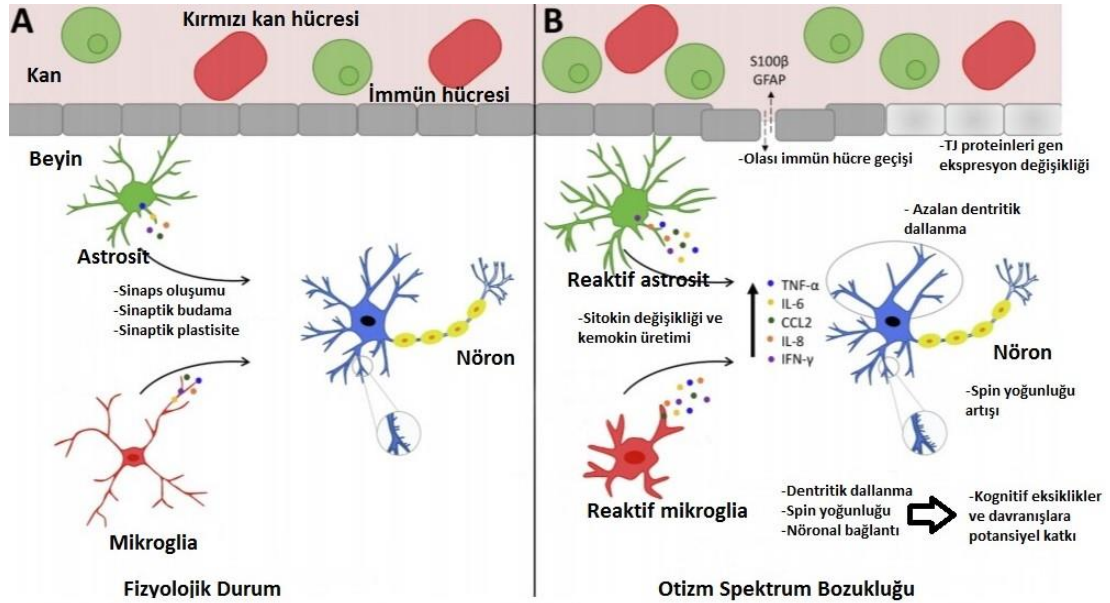 A
Kırmızı kan hücresi
Kan
İmmün hücresi
Beyin
Astrosit
-Sinaps oluşumu
-Sinaptik budama
-Sinaptik plastisite
Nöron
Mikroglia
Fizyolojik Durum
B
S100β
GFAP
-Olası immün hücre geçişi
-TJ proteinleri gen
ekspresyon değişikliği
- Azalan dentritik
dallanma
Reaktif astrosit
-Sitokin değişikliği ve
kemokin üretimi
TNF-α
IL-6
CCL2
IL-8
IFN-γ
Nöron
-Spin yoğunluğu
artışı
Reaktif mikroglia
-Dentritik dallanma
-Spin yoğunluğu
-Nöronal bağlantı
-Kognitif eksiklikler
ve davranışlara
potansiyel katkı
Otizm Spektrum Bozukluğu